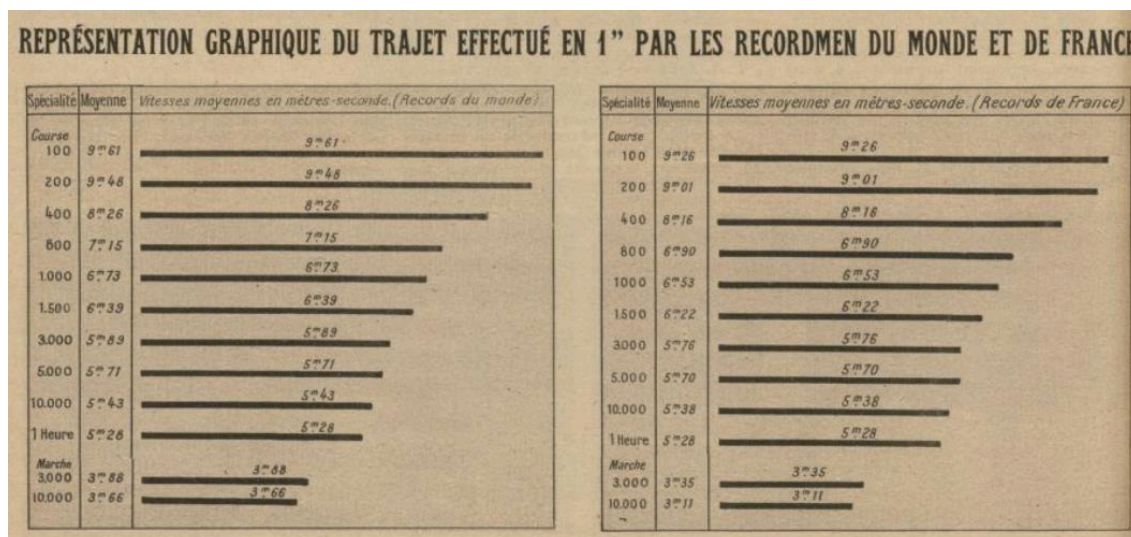 REPRÉSENTATION GRAPHIQUE DU TRAJET EFFECTUÉ EN 1" PAR LES RECORDMEN DU MONDE ET DE FRANCE
Spécialité Moyenne Vitesses moyennes en mètres-seconde. (Records du monde)
Course
100 9m61 9m61
200 9m48 9m48
400 8m26 8m26
800 7m15 7m15
1.000 6m73 6m73
1.500 6m39 6m39
3.000 5m89 5m89
5.000 5m71 5m71
10.000 5m43 5m43
1 Heure 5m28 5m28
Marche
3.000 3m88 3m88
10.000 3m66 3m66
Spécialité Moyenne Vitesses moyennes en mètres-seconde. (Records de France)
Course
100 9m26 9m26
200 9m01 9m01
400 8m16 8m16
800 6m90 6m90
1000 6m53 6m53
1.500 6m22 6m22
3.000 5m76 5m76
5.000 5m70 5m70
10.000 5m38 5m38
1 Heure 5m28 5m28
Marche
3.000 3m35 3m35
10.000 3m11 3m11